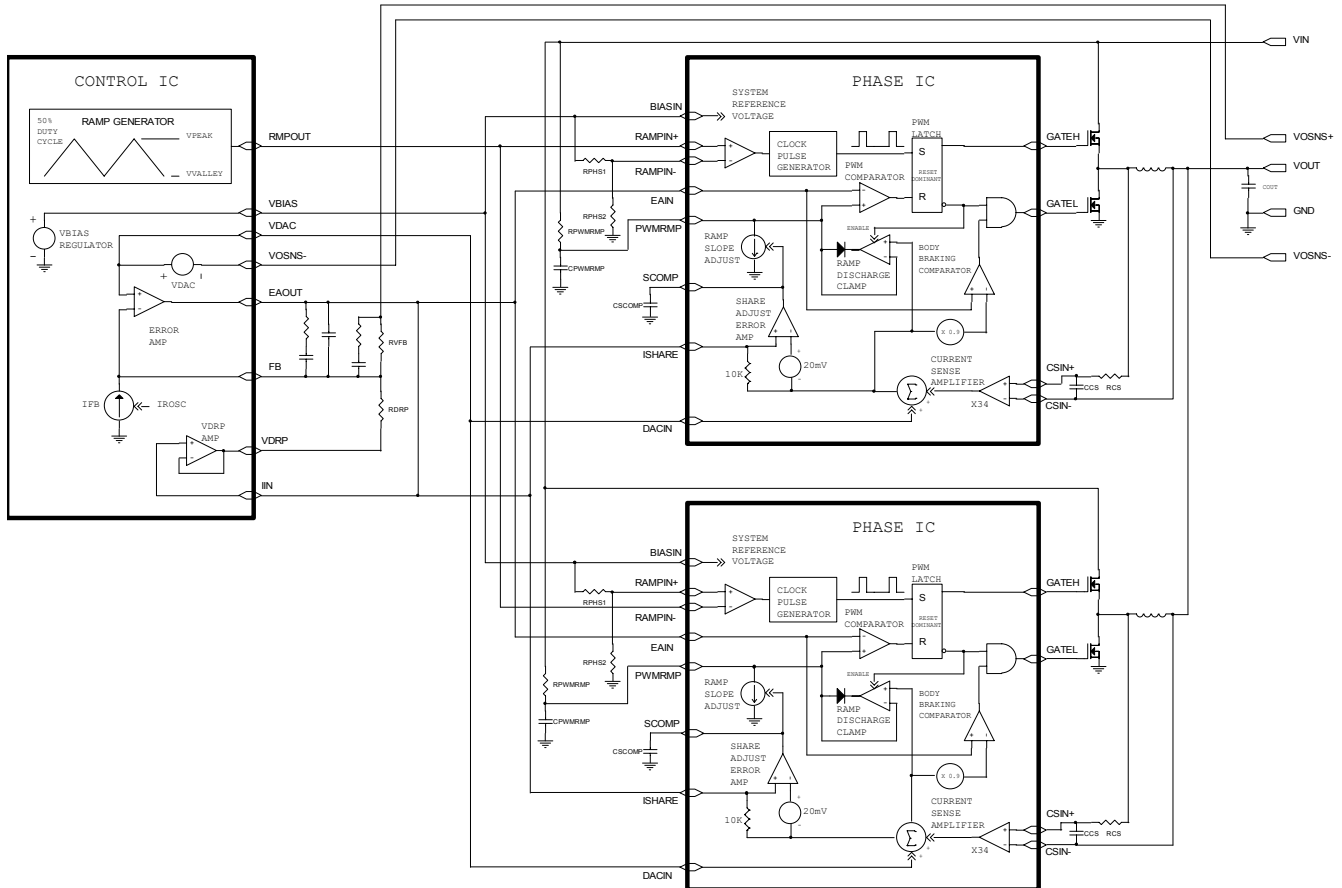 CONTROL IC
50%
DUTY
CYCLE
RAMP GENERATOR
VPEAK
VVALLEY
RMPOUT
+
VBIAS
REGULATOR
-
VBIAS
VDAC
VOSNS-
+
VDAC
-
EAOUT
+
-
ERROR
AMP
FB
IFB
IROSC
VDRP
AMP
+
-
VDRP
IIN
RVFB
RDRP
VIN
VOSNS+
VOUT
COUT
GND
VOSNS-
PHASE IC
BIASIN
SYSTEM
REFERENCE
VOLTAGE
RAMPIN+
+
-
RAMPIN-
RPHS1
CLOCK
PULSE
GENERATOR
PWM
LATCH
S
RESET
DOMINANT
R
GATEH
EAIN
RPHS2
RPWMRMP
PWMRMP
CPWMRMP
PWM
COMPARATOR
-
+
GATEL
RAMP
SLOPE
ADJUST
ENABLE
+
-
RAMP
DISCHARGE
CLAMP
BODY
BRAKING
COMPARATOR
+
-
SCOMP
CSCOMP
SHARE
ADJUST
ERROR
AMP
+
-
X 0.9
ISHARE
10K
+
20mV
-
CURRENT
SENSE
AMPLIFIER
Σ
+
+
X34
+
-
CSIN+
CCS
RCS
CSIN-
DACIN
PHASE IC
BIASIN
SYSTEM
REFERENCE
VOLTAGE
RAMPIN+
+
-
RAMPIN-
RPHS1
CLOCK
PULSE
GENERATOR
PWM
LATCH
S
RESET
DOMINANT
R
GATEH
EAIN
RPHS2
RPWMRMP
PWMRMP
CPWMRMP
PWM
COMPARATOR
-
+
GATEL
RAMP
SLOPE
ADJUST
ENABLE
+
-
RAMP
DISCHARGE
CLAMP
BODY
BRAKING
COMPARATOR
+
-
SCOMP
CSCOMP
SHARE
ADJUST
ERROR
AMP
+
-
X 0.9
ISHARE
10K
+
20mV
-
CURRENT
SENSE
AMPLIFIER
Σ
+
+
X34
+
-
CSIN+
CCS
RCS
CSIN-
DACIN